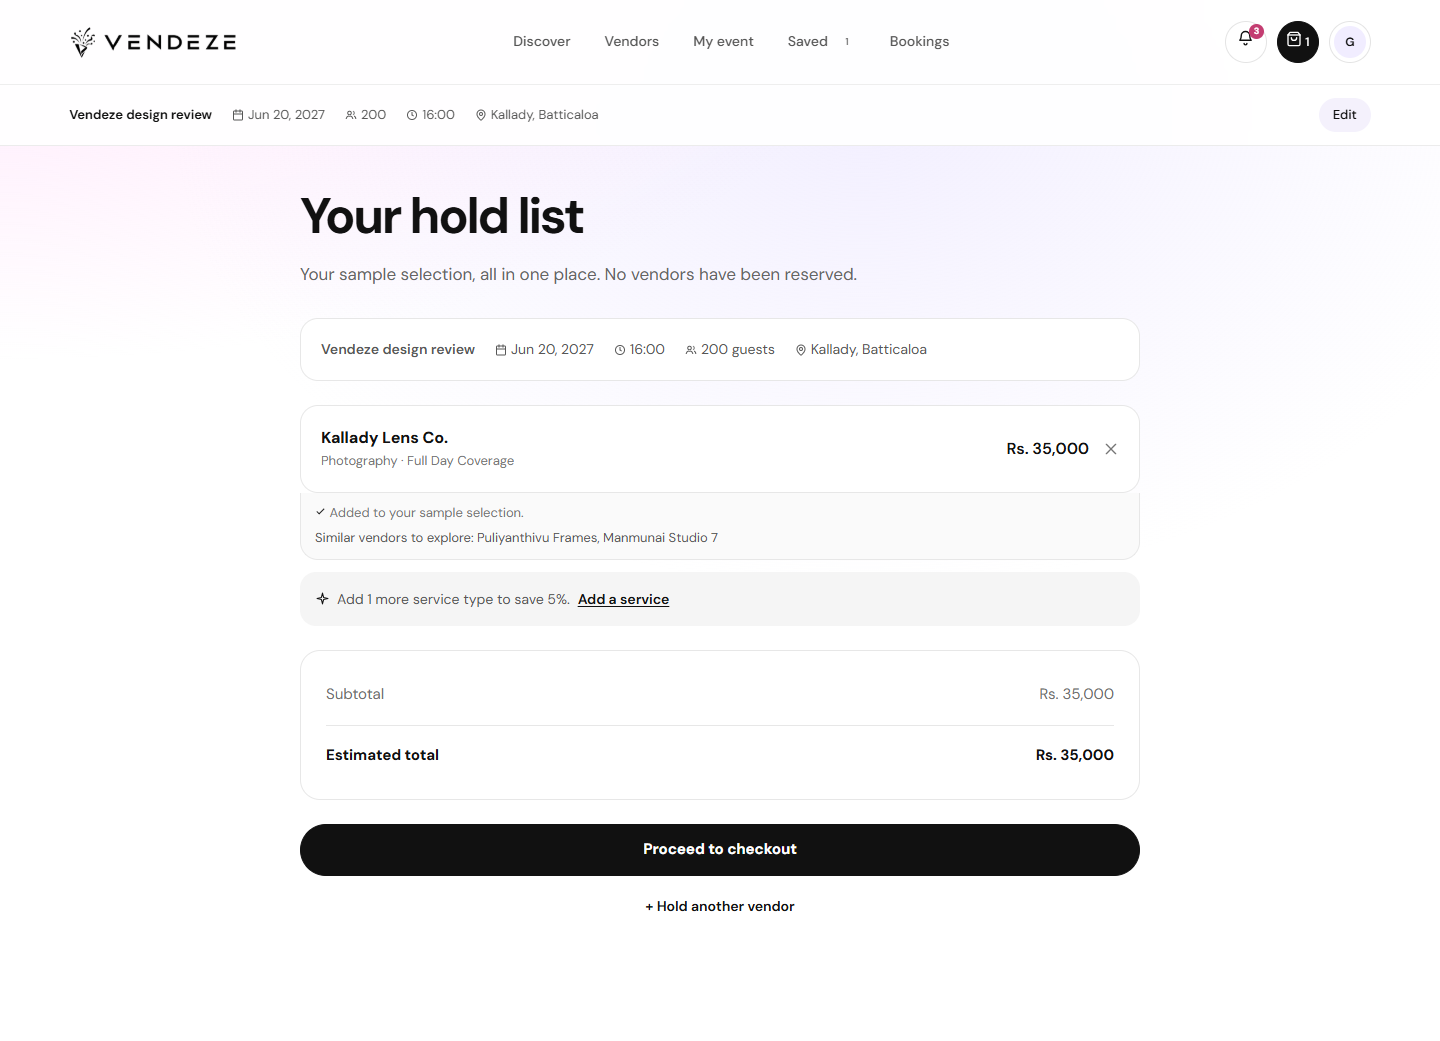 VENDEZE
Discover Vendors My event Saved 1 Bookings 3 1 G
Vendeze design review Jun 20, 2027 200 16:00 Kallady, Batticaloa Edit
Your hold list
Your sample selection, all in one place. No vendors have been reserved.
Vendeze design review Jun 20, 2027 16:00 200 guests Kallady, Batticaloa
Kallady Lens Co.
Photography · Full Day Coverage
Rs. 35,000
Added to your sample selection.
Similar vendors to explore: Puliyanthivu Frames, Manmunai Studio 7
Add 1 more service type to save 5%. Add a service
Subtotal Rs. 35,000
Estimated total Rs. 35,000
Proceed to checkout
+ Hold another vendor